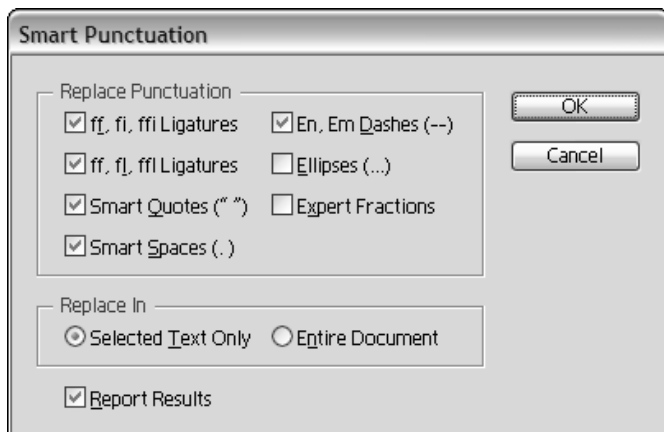 Smart Punctuation
Replace Punctuation
ff, fi, ffi Ligatures
En, Em Dashes (--)
OK
ff, fl, ffl Ligatures
Ellipses (...)
Cancel
Smart Quotes (“ ”)
Expert Fractions
Smart Spaces (. )
Replace In
Selected Text Only
Entire Document
Report Results